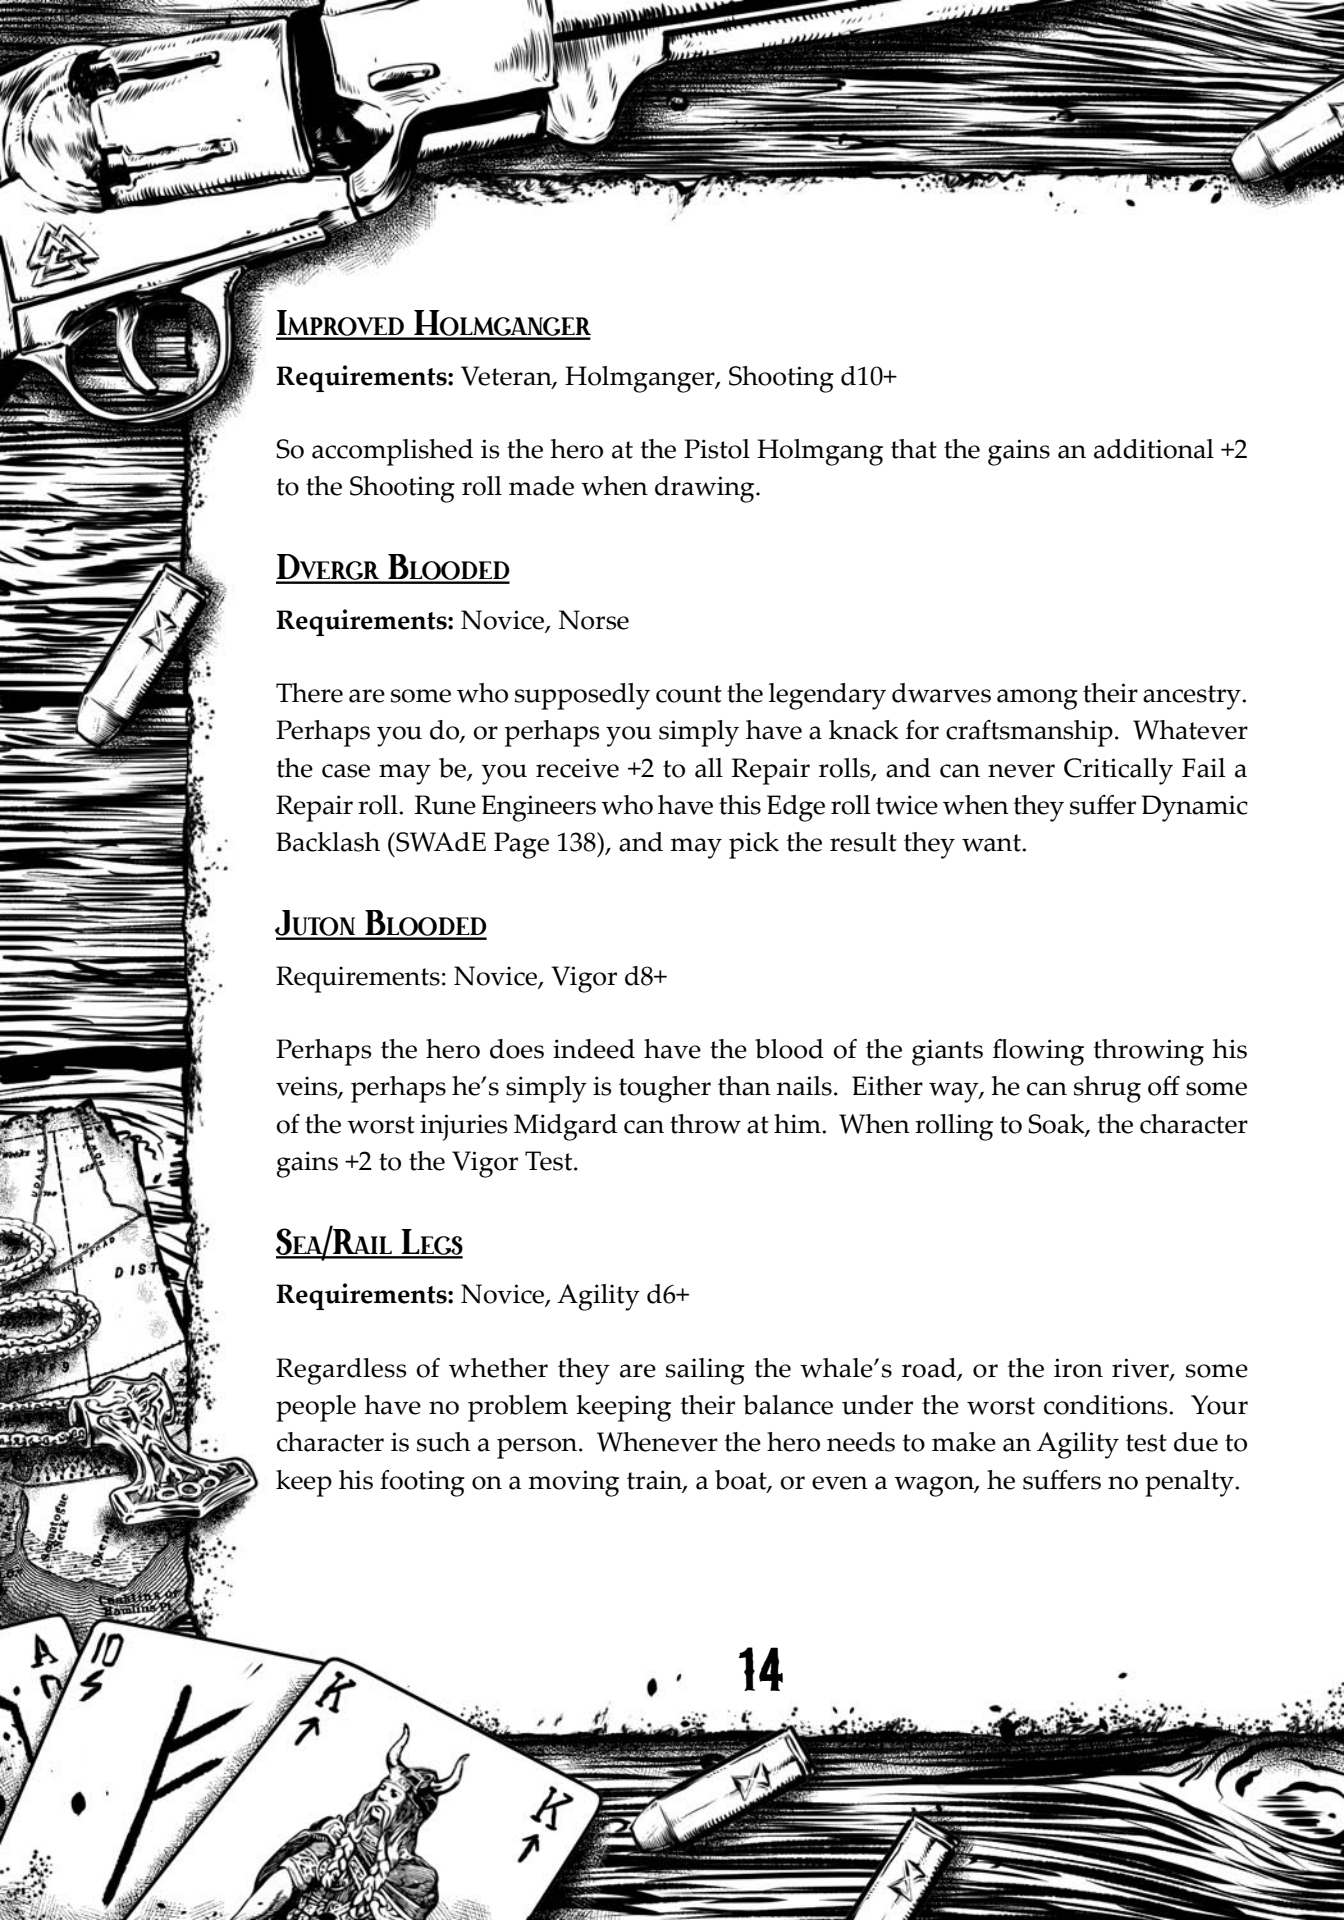 Improved Holmganger
Requirements: Veteran, Holmganger, Shooting d10+
So accomplished is the hero at the Pistol Holmgang that the gains an additional +2
to the Shooting roll made when drawing.
Dvergr Blooded
Requirements: Novice, Norse
There are some who supposedly count the legendary dwarves among their ancestry.
Perhaps you do, or perhaps you simply have a knack for craftsmanship. Whatever
the case may be, you receive +2 to all Repair rolls, and can never Critically Fail a
Repair roll. Rune Engineers who have this Edge roll twice when they suffer Dynamic
Backlash (SWAdE Page 138), and may pick the result they want.
Juton Blooded
Requirements: Novice, Vigor d8+
Perhaps the hero does indeed have the blood of the giants flowing throwing his
veins, perhaps he's simply is tougher than nails. Either way, he can shrug off some
of the worst injuries Midgard can throw at him. When rolling to Soak, the character
gains +2 to the Vigor Test.
Sea/Rail Legs
Requirements: Novice, Agility d6+
Regardless of whether they are sailing the whale's road, or the iron river, some
people have no problem keeping their balance under the worst conditions. Your
character is such a person. Whenever the hero needs to make an Agility test due to
keep his footing on a moving train, a boat, or even a wagon, he suffers no penalty.
UDALLS
DIST
Neck
Conklins or
Hamlins Pt
A
10
K
K
14